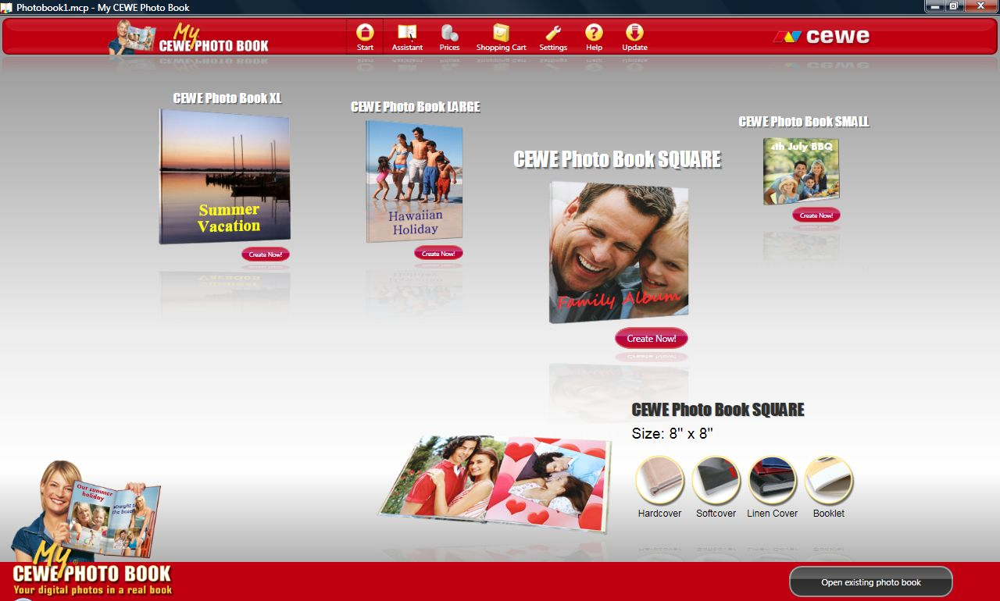 Photobook1.mcp - My CEWE Photo Book
My
CEWE PHOTO BOOK
Start
Assistant
Prices
Shopping Cart
Settings
Help
Update
cewe
CEWE Photo Book XL
Summer
Vacation
Create Now!
CEWE Photo Book LARGE
Hawaiian
Holiday
Create Now!
CEWE Photo Book SQUARE
Family Album
Create Now!
CEWE Photo Book SMALL
4th July BBQ
Create Now!
CEWE Photo Book SQUARE
Size: 8" x 8"
Hardcover
Softcover
Linen Cover
Booklet
Our summer
holiday
straight to
the beach
My
CEWE PHOTO BOOK
Your digital photos in a real book
Open existing photo book